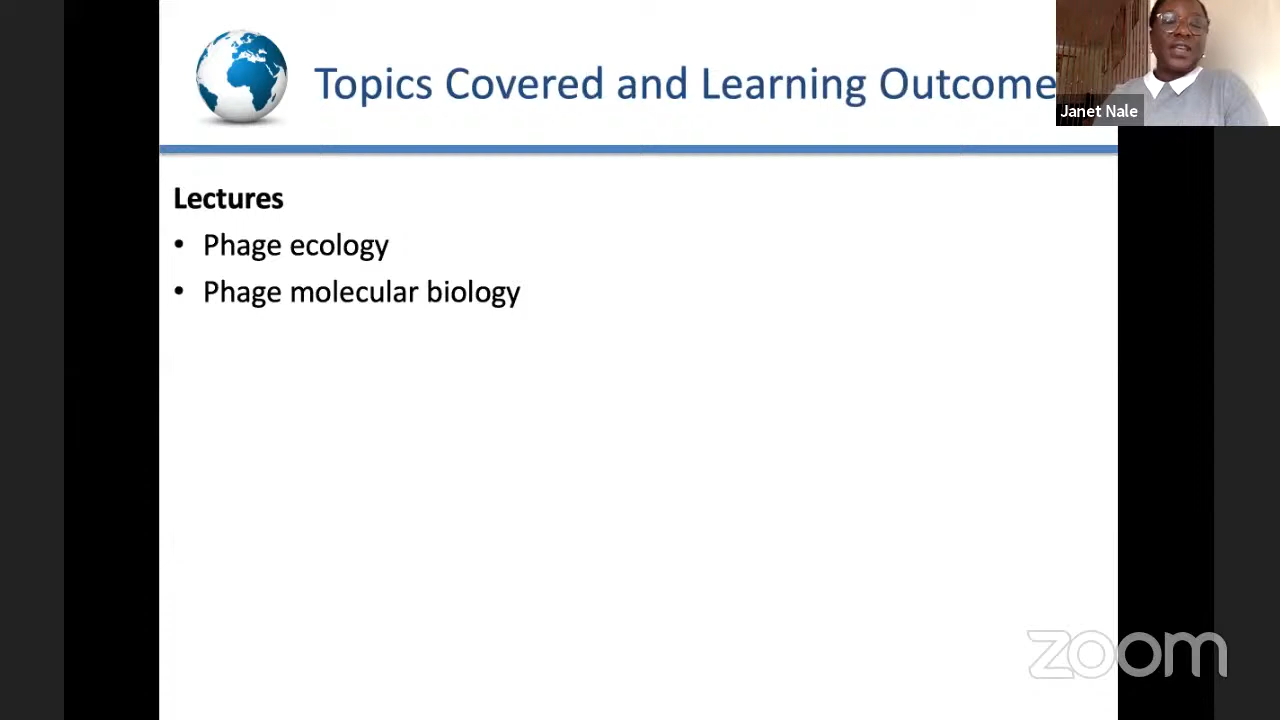 Topics Covered and Learning Outcome
Janet Nale
Lectures
• Phage ecology
• Phage molecular biology
zoom